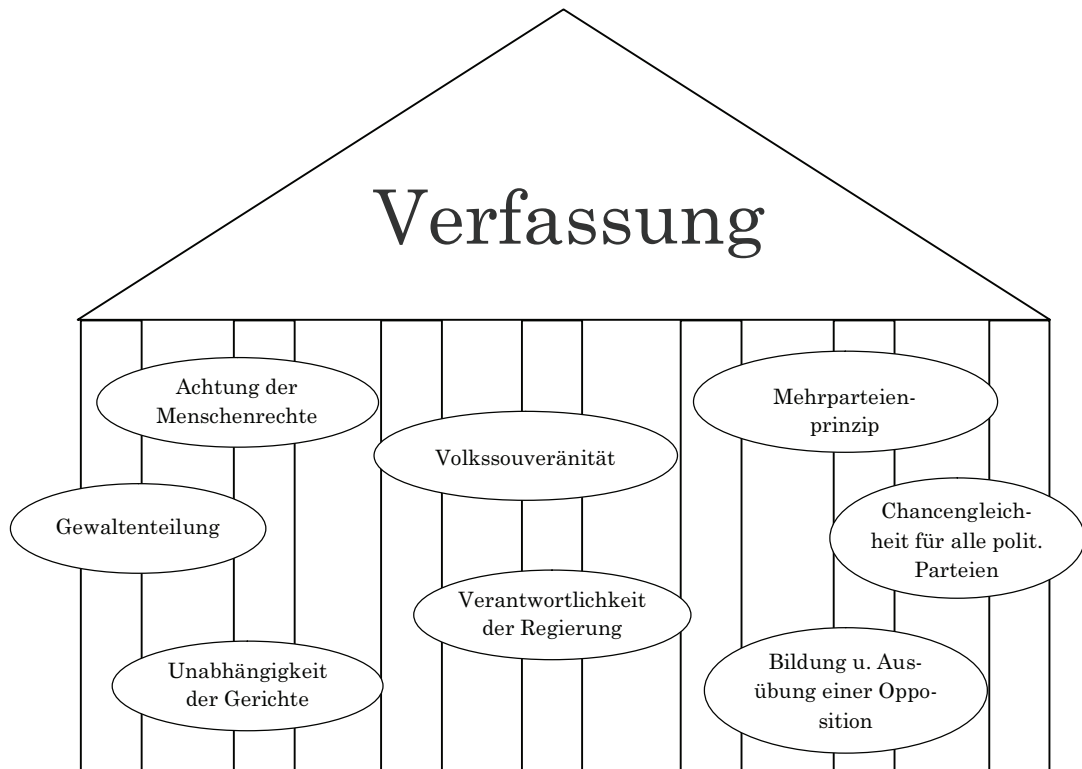 Verfassung
Achtung der
Menschenrechte
Mehrparteien-
prinzip
Volkssouveränität
Gewaltenteilung
Chancengleich-
heit für alle polit.
Parteien
Verantwortlichkeit
der Regierung
Unabhängigkeit
der Gerichte
Bildung u. Aus-
übung einer Oppo-
sition